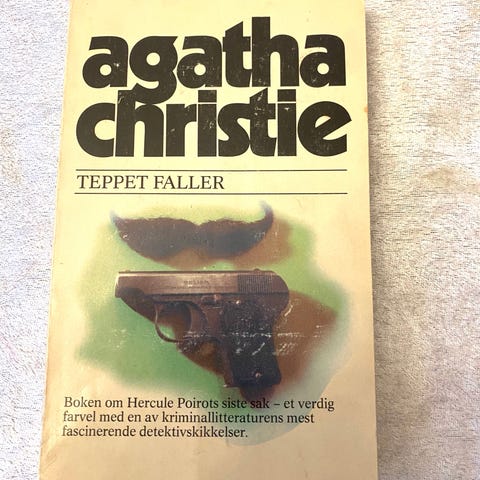 agatha
christie
TEPPET FALLER
Boken om Hercule Poirots siste sak – et verdig
farvel med en av kriminallitteraturens mest
fascinerende detektivskikkelser.